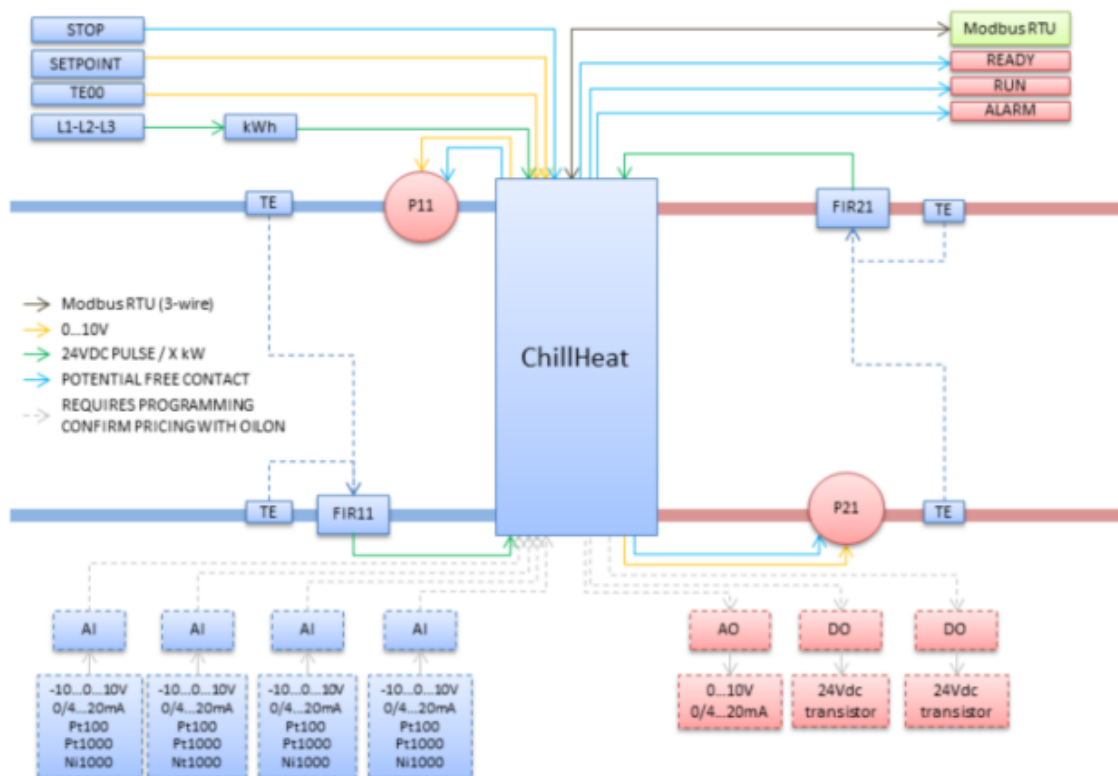 STOP
Modbus RTU
SETPOINT
READY
TE00
RUN
L1-L2-L3
kWh
ALARM
TE
P11
FIR21
TE
Modbus RTU (3-wire)
0...10V
24VDC PULSE / X kW
POTENTIAL FREE CONTACT
REQUIRES PROGRAMMING
CONFIRM PRICING WITH OILON
ChillHeat
TE
FIR11
P21
TE
AI
AI
AI
AI
AO
DO
DO
-10...0...10V
0/4...20mA
Pt100
Pt1000
Ni1000
-10...0...10V
0/4...20mA
Pt100
Pt1000
Nt1000
-10...0...10V
0/4...20mA
Pt100
Pt1000
Ni1000
-10...0...10V
0/4...20mA
Pt100
Pt1000
Ni1000
0...10V
0/4...20mA
24Vdc
transistor
24Vdc
transistor